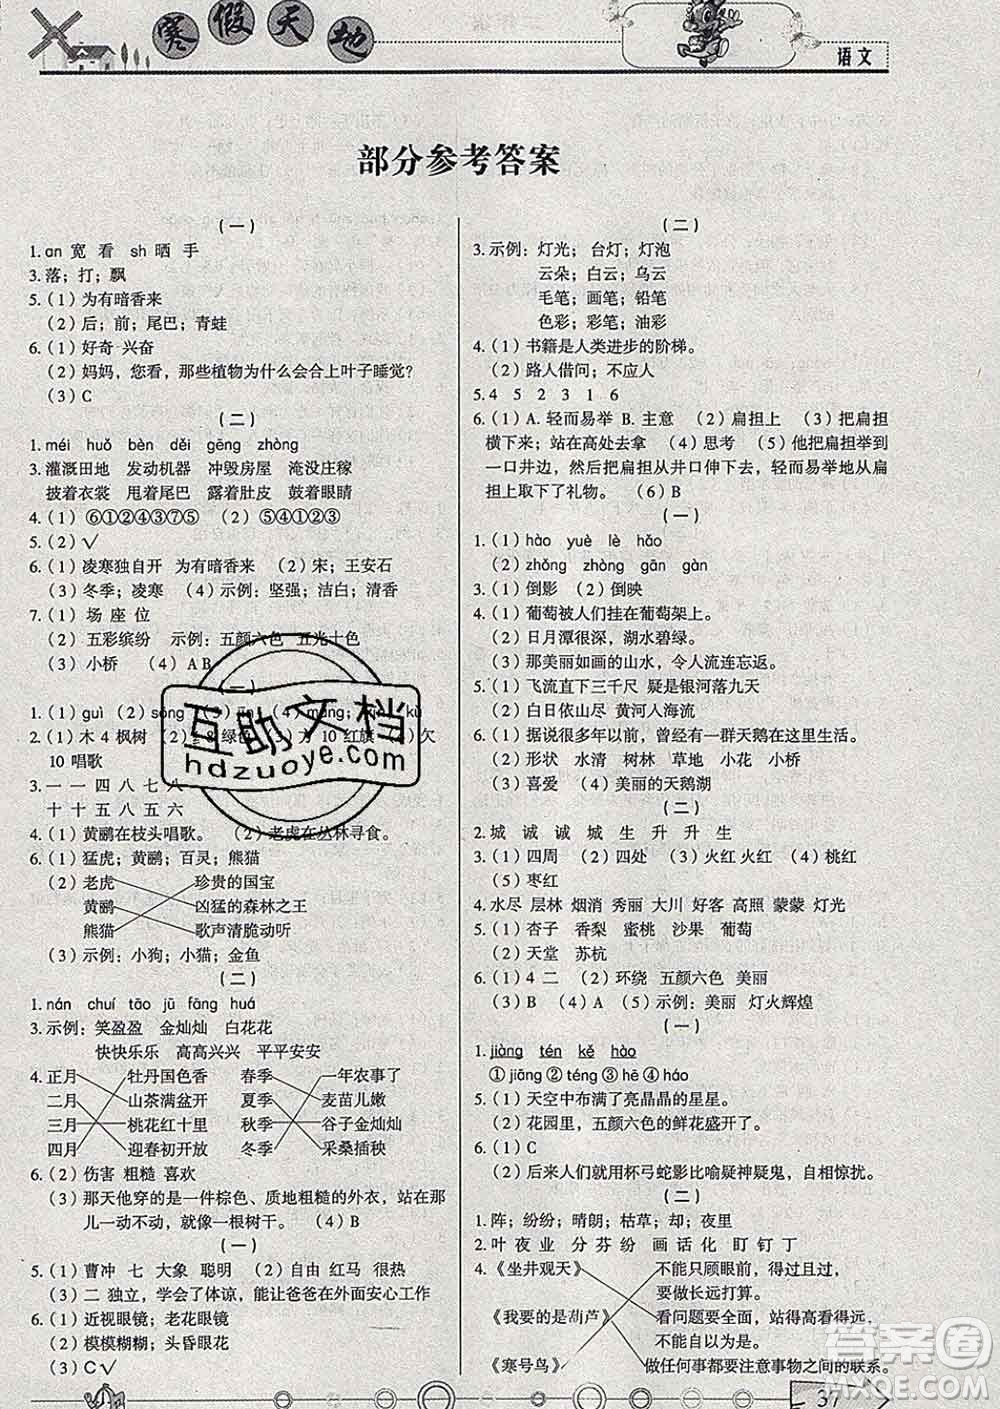 寒假天地
语文
部分参考答案
（一）
1. an 宽 看 sh 晒 手
3. 落；打；飘
5.（1）为有暗香来
（2）后；前；尾巴；青蛙
6.（1）好奇 兴奋
（2）妈妈，您看，那些植物为什么会合上叶子睡觉？
（3）C
（二）
1. méi huǒ bèn děi gēng zhòng
3. 灌溉田地 发动机器 冲毁房屋 淹没庄稼
披着衣裳 甩着尾巴 露着肚皮 鼓着眼睛
4.（1）⑥①②④③⑦⑤ （2）⑤④①②③
5.（2）√
6.（1）凌寒独自开 为有暗香来 （2）宋；王安石
（3）冬季；凌寒 （4）示例：坚强；洁白；清香
7.（1）场 座 位
（2）五彩缤纷 示例：五颜六色 五光十色
（3）小桥 （4）A B
（一）
1.（1）guì （2）sōng （3） （4）
2.（1）木 4 枫树 （2） 8 绿色 方 10 红旗 欠
10 唱歌
3. 一 一 四 八 七 八
十 十 五 八 五 六
4.（1）黄鹂在枝头唱歌。 （2）老虎在丛林寻食。
6.（1）猛虎；黄鹂；百灵；熊猫
（2）老虎 珍贵的国宝
黄鹂 凶猛的森林之王
熊猫 歌声清脆动听
（3）示例：小狗；小猫；金鱼
（二）
1. nán chuí tāo jū fāng huá
3. 示例：笑盈盈 金灿灿 白花花
快快乐乐 高高兴兴 平平安安
4. 正月 牡丹国色香 春季 一年农事了
二月 山茶满盆开 夏季 麦苗儿嫩
三月 桃花红十里 秋季 谷子金灿灿
四月 迎春初开放 冬季 采桑插秧
6.（2）伤害 粗糙 喜欢
（3）那天他穿的是一件棕色、质地粗糙的外衣，站在那
儿一动不动，就像一根树干。 （4）B
（一）
5.（1）曹冲 七 大象 聪明 （2）自由 红马 很热
（3）二 独立，学会了体谅，能让爸爸在外面安心工作
6.（1）近视眼镜；老花眼镜
（2）模模糊糊；头昏眼花
（3）C√
（二）
3. 示例：灯光；台灯；灯泡
云朵；白云；乌云
毛笔；画笔；铅笔
色彩；彩笔；油彩
4.（1）书籍是人类进步的阶梯。
（2）路人借问；不应人
5. 4 5 2 3 1 6
6.（1）A. 轻而易举 B. 主意 （2）扁担上 （3）把扁担
横下来；站在高处去拿 （4）思考 （5）他把扁担举到
一口井边，然后把扁担从井口伸下去，轻而易举地从扁
担上取下了礼物。 （6）B
（一）
1.（1）hào yuè lè hǎo
（2）zhǒng zhòng gān gàn
3.（1）倒影 （2）倒映
4.（1）葡萄被人们挂在葡萄架上。
（2）日月潭很深，湖水碧绿。
（3）那美丽如画的山水，令人流连忘返。
5.（1）飞流直下三千尺 疑是银河落九天
（2）白日依山尽 黄河入海流
6.（1）据说很多年以前，曾经有一群天鹅在这里生活。
（2）形状 水清 树林 草地 小花 小桥
（3）喜爱 （4）美丽的天鹅湖
（二）
2. 城 诚 诚 城 生 升 升 生
3.（1）四周 （2）四处 （3）火红 火红 （4）桃红
（5）枣红
4. 水尽 层林 烟消 秀丽 大川 好客 高照 蒙蒙 灯光
5.（1）杏子 香梨 蜜桃 沙果 葡萄
（2）天堂 苏杭
6.（1）4 二 （2）环绕 五颜六色 美丽
（3）B （4）A （5）示例：美丽 灯火辉煌
（一）
1. jiàng tén kě hào
①jiāng ②téng ③hē ④háo
5.（1）天空中布满了亮晶晶的星星。
（2）花园里，五颜六色的鲜花盛开了。
6.（1）C
（2）后来人们就用杯弓蛇影比喻疑神疑鬼，自相惊扰。
（二）
1. 阵；纷纷；晴朗；枯草；却；夜里
2. 叶 夜 业 分 芬 纷 画 话 化 盯 钉 丁
4.《坐井观天》 不能只顾眼前，
要做长远打算。
《我要的是葫芦》 看问题要全面，站得高看得远，
不能自以为是。
《寒号鸟》 做任何事都要注意事物之间的联系。
37
互助文档
hdzuoye.com
答案圈